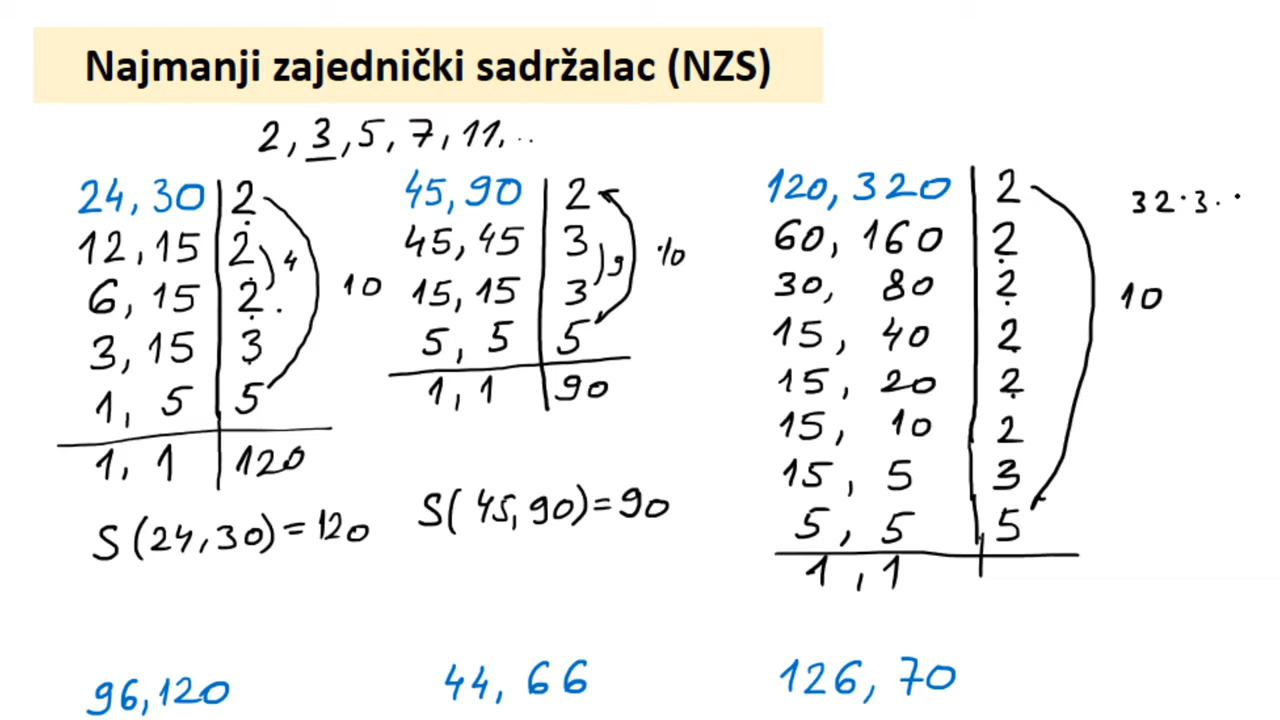 Najmanji zajednički sadržalac (NZS)
2, 3, 5, 7, 11, ..
24, 30 | 2
12, 15 | 2
6, 15 | 2
3, 15 | 3
1, 5 | 5
1, 1 | 120
4
10
S(24,30)=120
45, 90 | 2
45, 45 | 3
15, 15 | 3
5, 5 | 5
1, 1 | 90
9
10
S(45,90)=90
120, 320 | 2
60, 160 | 2
30, 80 | 2
15, 40 | 2
15, 20 | 2
15, 10 | 2
15, 5 | 3
5, 5 | 5
1, 1
10
32·3·
96, 120
44, 66
126, 70